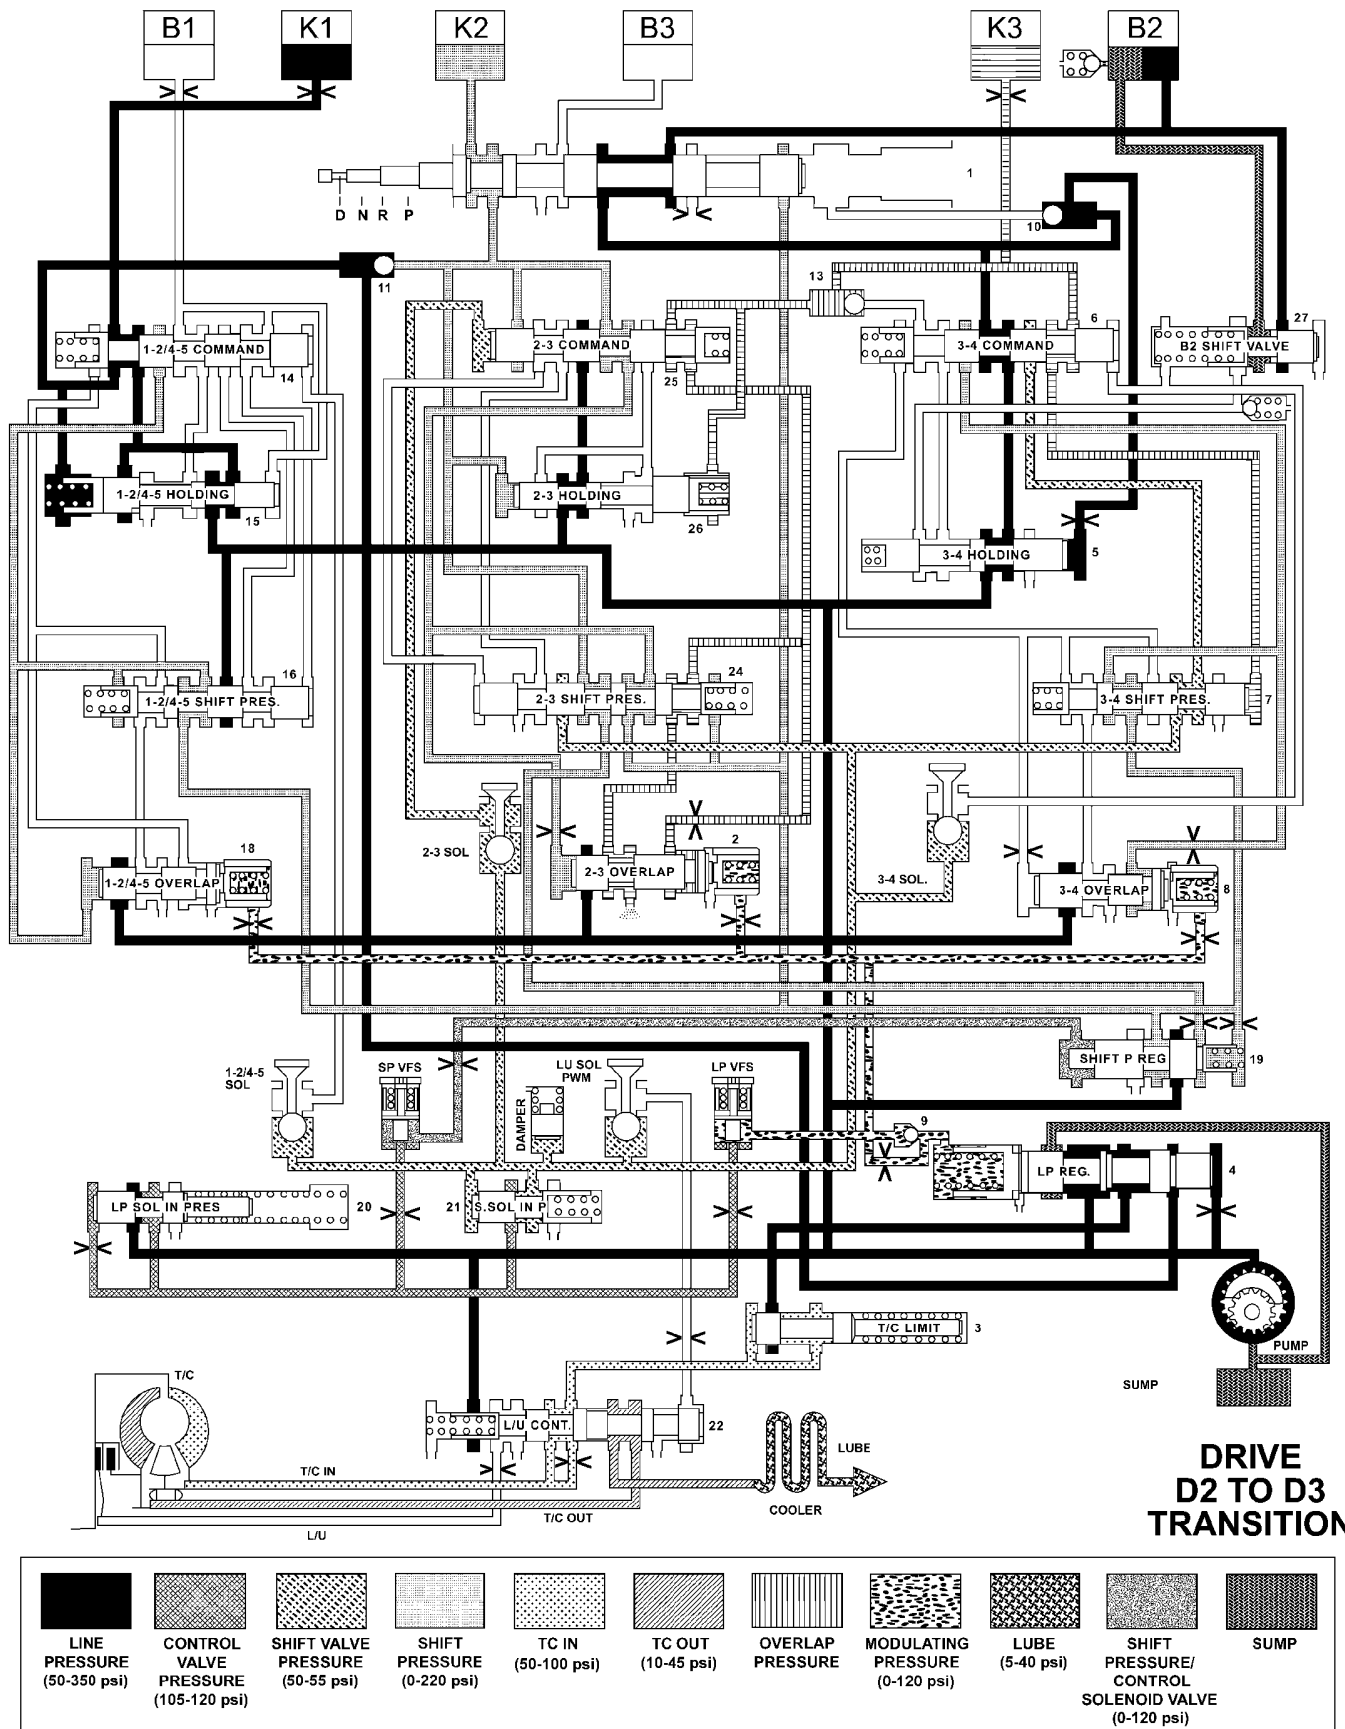 B1 K1 K2 B3 K3 B2
1
D N R P
10
11
13
6
27
1-2/4-5 COMMAND
2-3 COMMAND
3-4 COMMAND
B2 SHIFT VALVE
14
25
1-2/4-5 HOLDING
2-3 HOLDING
15
26
3-4 HOLDING
5
16
24
1-2/4-5 SHIFT PRES.
2-3 SHIFT PRES.
3-4 SHIFT PRES.
7
2-3 SOL
18
2
3-4 SOL.
1-2/4-5 OVERLAP
2-3 OVERLAP
3-4 OVERLAP
8
SHIFT P REG
19
1-2/4-5
SOL
SP VFS
LU SOL
PWM
LP VFS
DAMPER
9
LP REG.
4
LP SOL IN PRES
20
21
S.SOL IN P
T/C LIMIT
3
PUMP
SUMP
T/C
L/U CONT.
22
LUBE
T/C IN
COOLER
T/C OUT
L/U
DRIVE
D2 TO D3
TRANSITION
LINE
PRESSURE
(50-350 psi)
CONTROL
VALVE
PRESSURE
(105-120 psi)
SHIFT VALVE
PRESSURE
(50-55 psi)
SHIFT
PRESSURE
(0-220 psi)
TC IN
(50-100 psi)
TC OUT
(10-45 psi)
OVERLAP
PRESSURE
MODULATING
PRESSURE
(0-120 psi)
LUBE
(5-40 psi)
SHIFT
PRESSURE/
CONTROL
SOLENOID VALVE
(0-120 psi)
SUMP